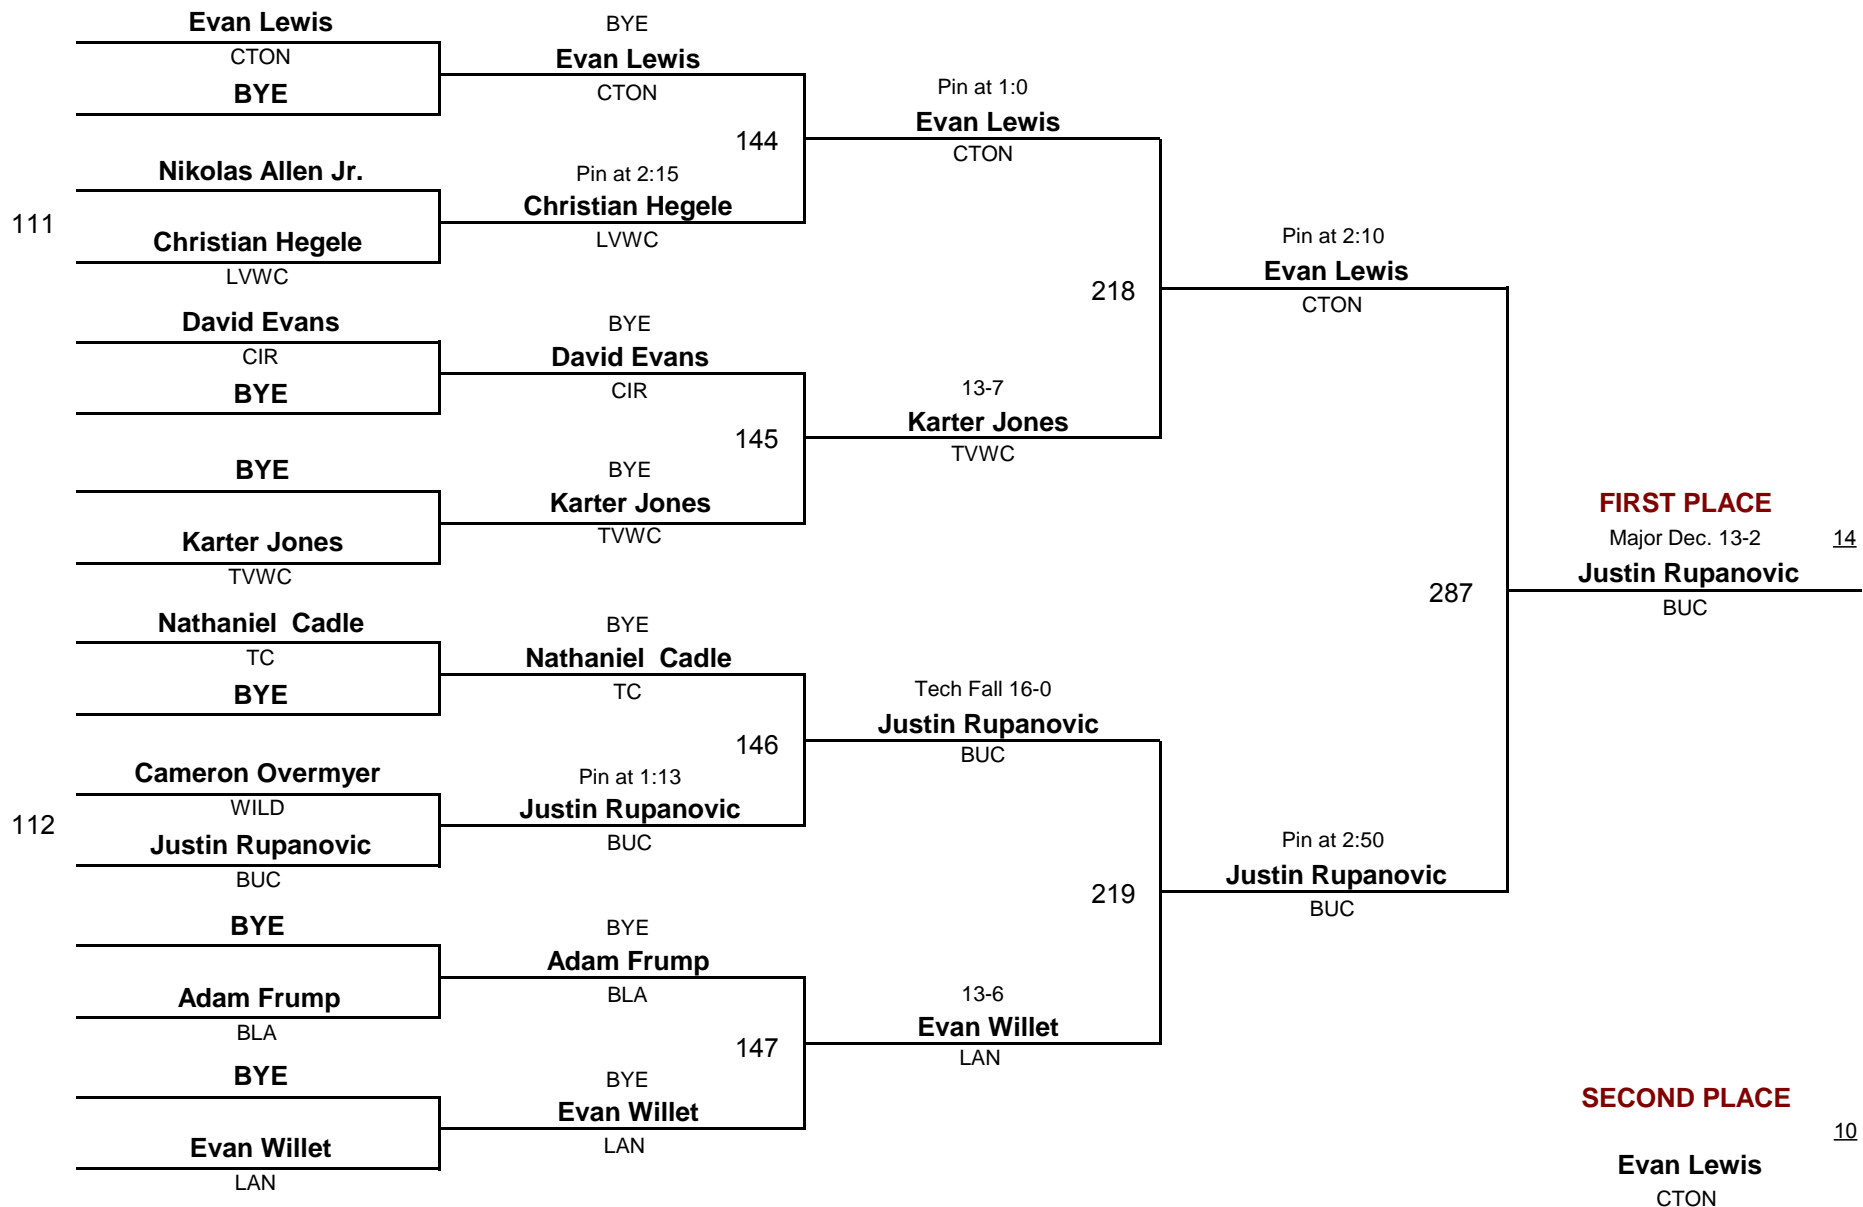 Evan Lewis
CTON
BYE
111
Nikolas Allen Jr.
Christian Hegele
LVWC
David Evans
CIR
BYE
BYE
Karter Jones
TVWC
Nathaniel  Cadle
TC
BYE
112
Cameron Overmyer
WILD
Justin Rupanovic
BUC
BYE
Adam Frump
BLA
BYE
Evan Willet
LAN
BYE
Evan Lewis
CTON
144
Pin at 2:15
Christian Hegele
LVWC
BYE
David Evans
CIR
145
BYE
Karter Jones
TVWC
BYE
Nathaniel  Cadle
TC
146
Pin at 1:13
Justin Rupanovic
BUC
BYE
Adam Frump
BLA
147
BYE
Evan Willet
LAN
Pin at 1:0
Evan Lewis
CTON
218
13-7
Karter Jones
TVWC
Tech Fall 16-0
Justin Rupanovic
BUC
219
13-6
Evan Willet
LAN
Pin at 2:10
Evan Lewis
CTON
287
Pin at 2:50
Justin Rupanovic
BUC
FIRST PLACE
Major Dec. 13-2 14
Justin Rupanovic
BUC
SECOND PLACE
10
Evan Lewis
CTON